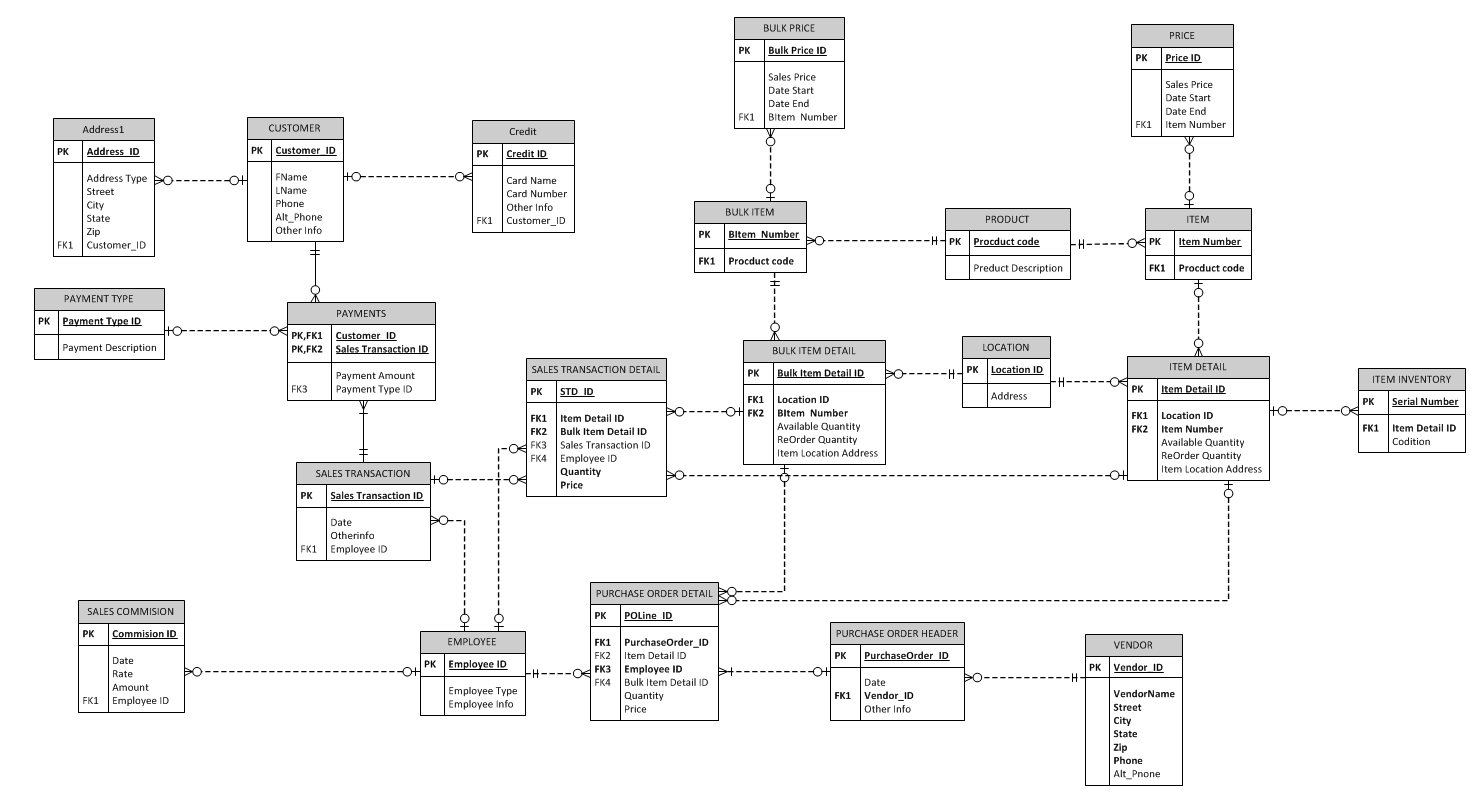 BULK PRICE
PK Bulk Price ID
Sales Price
Date Start
Date End
FK1 BItem Number
PRICE
PK Price ID
Sales Price
Date Start
Date End
FK1 Item Number
Address1
PK Address_ID
Address Type
Street
City
State
Zip
FK1 Customer_ID
CUSTOMER
PK Customer_ID
FName
LName
Phone
Alt_Phone
Other Info
Credit
PK Credit ID
Card Name
Card Number
Other Info
FK1 Customer_ID
BULK ITEM
PK BItem_Number
FK1 Procduct code
PRODUCT
PK Procduct code
Preduct Description
ITEM
PK Item Number
FK1 Procduct code
PAYMENT TYPE
PK Payment Type ID
Payment Description
PAYMENTS
PK,FK1 Customer_ID
PK,FK2 Sales Transaction ID
Payment Amount
FK3 Payment Type ID
SALES TRANSACTION DETAIL
PK STD_ID
FK1 Item Detail ID
FK2 Bulk Item Detail ID
FK3 Sales Transaction ID
FK4 Employee ID
Quantity
Price
BULK ITEM DETAIL
PK Bulk Item Detail ID
FK1 Location ID
FK2 BItem_Number
Available Quantity
ReOrder Quantity
Item Location Address
LOCATION
PK Location ID
Address
ITEM DETAIL
PK Item Detail ID
FK1 Location ID
FK2 Item Number
Available Quantity
ReOrder Quantity
Item Location Address
ITEM INVENTORY
PK Serial Number
FK1 Item Detail ID
Codition
SALES TRANSACTION
PK Sales Transaction ID
Date
Otherinfo
FK1 Employee ID
SALES COMMISION
PK Commision ID
Date
Rate
Amount
FK1 Employee ID
EMPLOYEE
PK Employee ID
Employee Type
Employee Info
PURCHASE ORDER DETAIL
PK POLine_ID
FK1 PurchaseOrder_ID
FK2 Item Detail ID
FK3 Employee ID
FK4 Bulk Item Detail ID
Quantity
Price
PURCHASE ORDER HEADER
PK PurchaseOrder_ID
Date
FK1 Vendor_ID
Other Info
VENDOR
PK Vendor_ID
VendorName
Street
City
State
Zip
Phone
Alt_Pnone